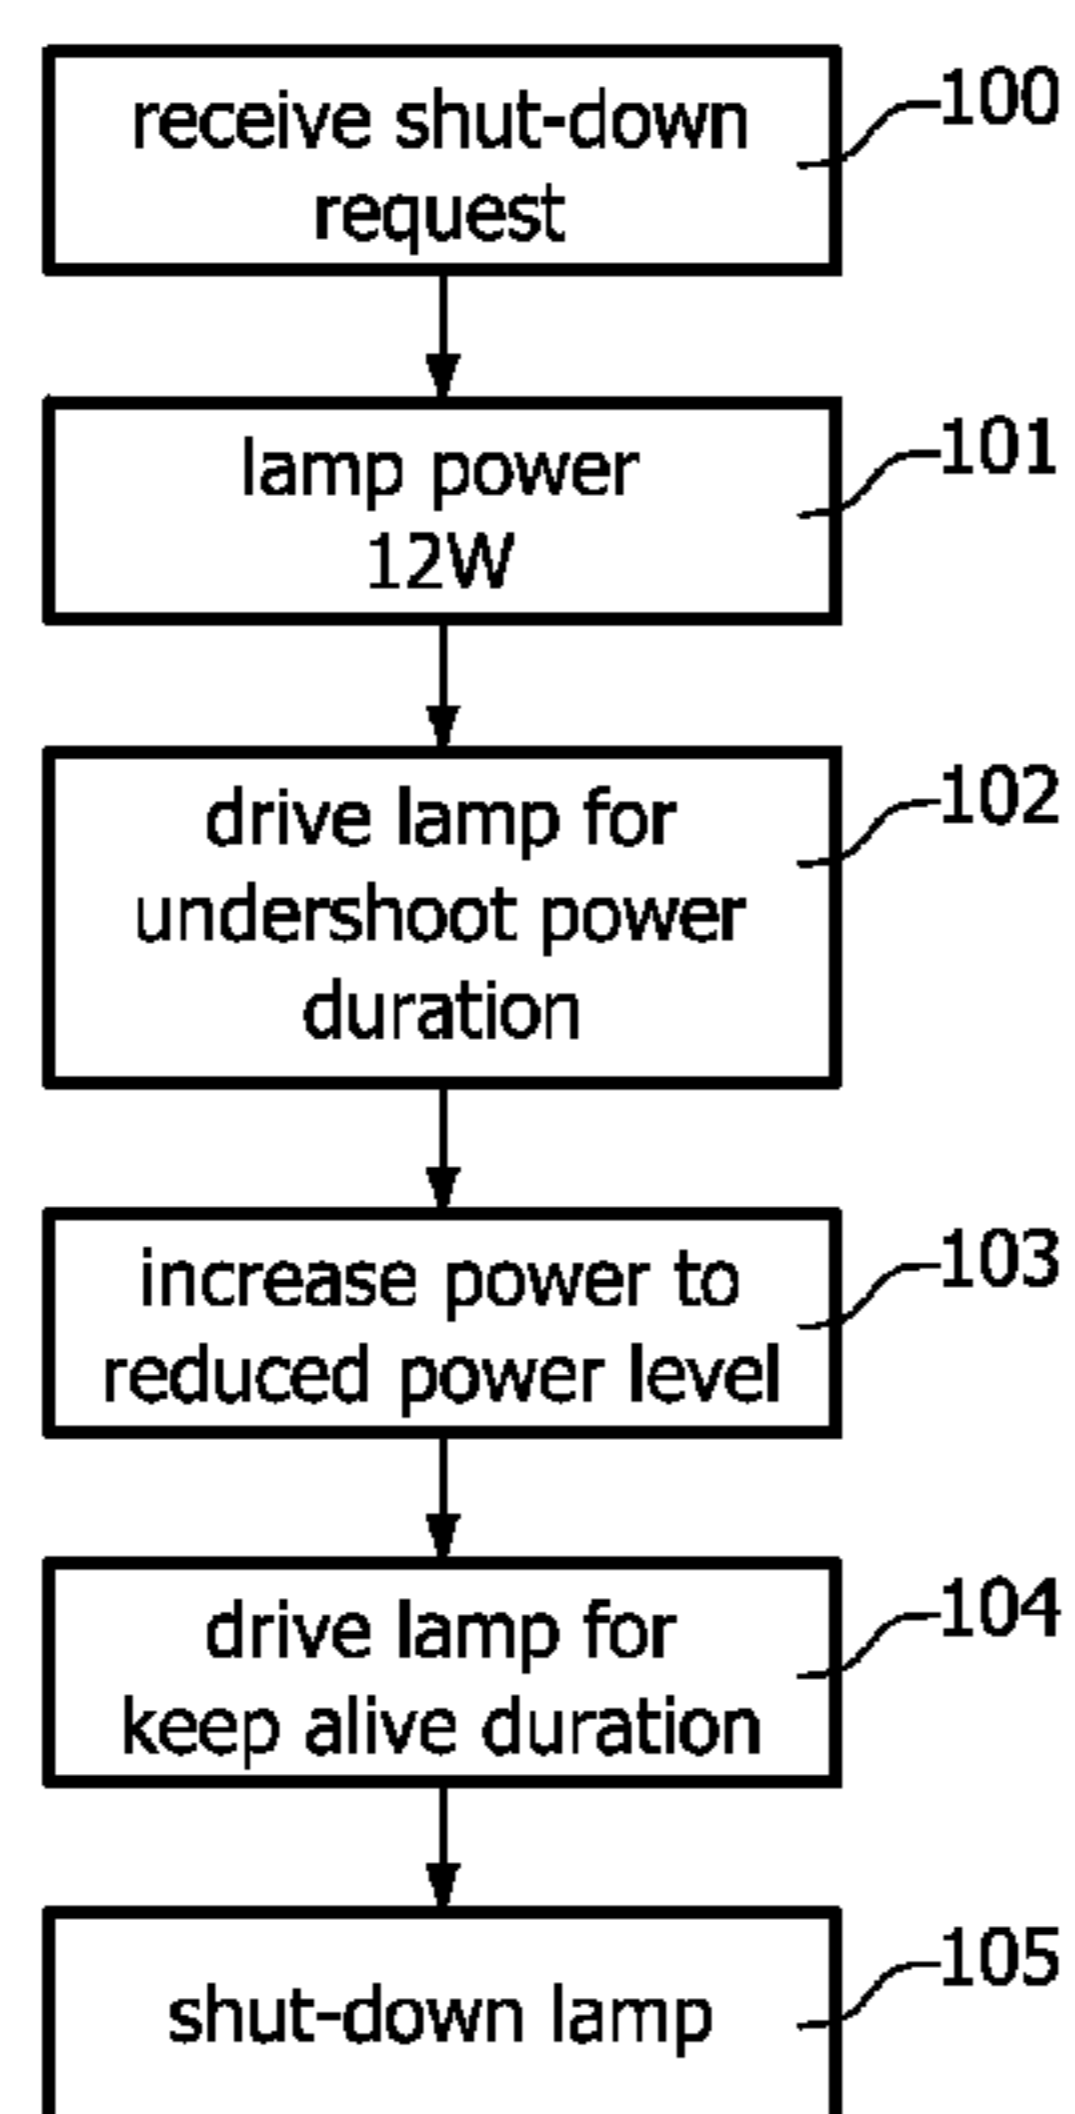 receive shut-down
request
100
lamp power
12W
101
drive lamp for
undershoot power
duration
102
increase power to
reduced power level
103
drive lamp for
keep alive duration
104
shut-down lamp
105